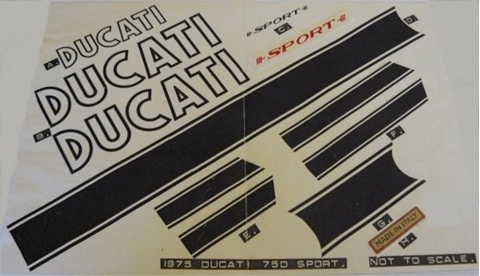 A. DUCATI
DUCATI
B. DUCATI
SPORT
C.
SPORT
D.
E.
F.
G.
MADE IN ITALY
H.
1975 DUCATI 750 SPORT.
NOT TO SCALE.